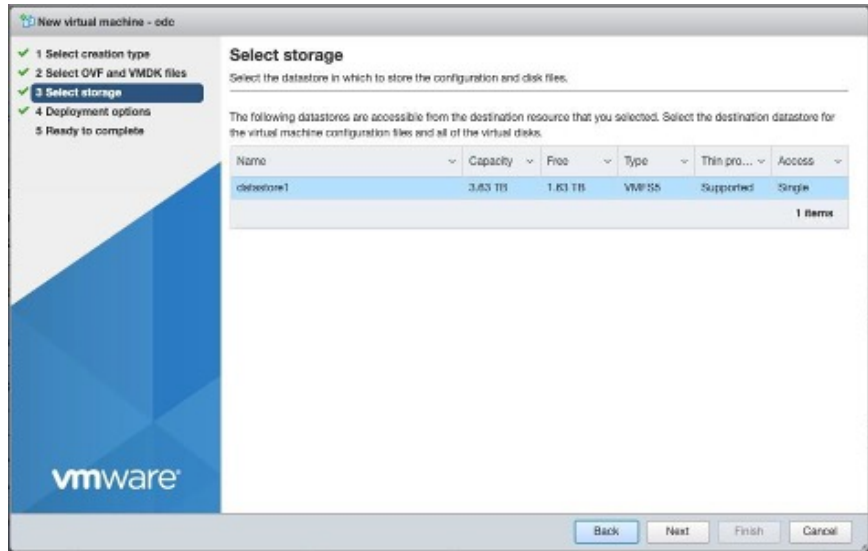 New virtual machine - odc
1 Select creation type
2 Select OVF and VMDK files
3 Select storage
4 Deployment options
5 Ready to complete
Select storage
Select the datastore in which to store the configuration and disk files.
The following datastores are accessible from the destination resource that you selected. Select the destination datastore for
the virtual machine configuration files and all of the virtual disks.
Name Capacity Free Type Thin pro... Access
datastore1 3.63 TB 1.63 TB VMFS5 Supported Single
1 items
vmware
Back Next Finish Cancel